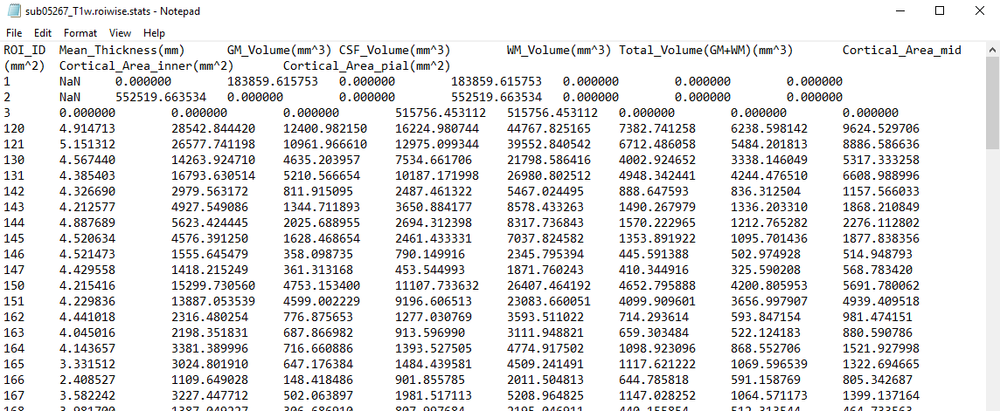 sub05267_T1w.roiwise.stats - Notepad
File Edit Format View Help
ROI_ID Mean_Thickness(mm) GM_Volume(mm^3) CSF_Volume(mm^3) WM_Volume(mm^3) Total_Volume(GM+WM)(mm^3) Cortical_Area_mid
(mm^2) Cortical_Area_inner(mm^2) Cortical_Area_pial(mm^2)
1 NaN 0.000000 183859.615753 0.000000 183859.615753 0.000000 0.000000 0.000000
2 NaN 552519.663534 0.000000 0.000000 552519.663534 0.000000 0.000000 0.000000
3 0.000000 0.000000 0.000000 515756.453112 515756.453112 0.000000 0.000000 0.000000
120 4.914713 28542.844420 12400.982150 16224.980744 44767.825165 7382.741258 6238.598142 9624.529706
121 5.151312 26577.741198 10961.966610 12975.099344 39552.840542 6712.486058 5484.201813 8886.586636
130 4.567440 14263.924710 4635.203957 7534.661706 21798.586416 4002.924652 3338.146049 5317.333258
131 4.385403 16793.630514 5210.566654 10187.171998 26980.802512 4948.342441 4244.476510 6608.988996
142 4.326690 2979.563172 811.915095 2487.461322 5467.024495 888.647593 836.312504 1157.566033
143 4.212577 4927.549086 1344.711893 3650.884177 8578.433263 1490.267979 1336.203310 1868.210849
144 4.887689 5623.424445 2025.688955 2694.312398 8317.736843 1570.222965 1212.765282 2276.112802
145 4.520634 4576.391250 1628.468654 2461.433331 7037.824582 1353.891922 1095.701436 1877.838356
146 4.521473 1555.645479 358.098735 790.149916 2345.795394 445.591388 502.974928 514.948793
147 4.429558 1418.215249 361.313168 453.544993 1871.760243 410.344916 325.590208 568.783420
150 4.215416 15299.730560 4753.153400 11107.733632 26407.464192 4652.795888 4200.805953 5691.780062
151 4.229836 13887.053539 4599.002229 9196.606513 23083.660051 4099.909601 3656.997907 4939.409518
162 4.441018 2316.480254 776.875653 1277.030769 3593.511022 714.293614 593.847154 981.474151
163 4.045016 2198.351831 687.866982 913.596990 3111.948821 659.303484 522.124183 880.590786
164 4.143657 3381.389996 716.660886 1393.527505 4774.917502 1098.923096 868.552706 1521.927998
165 3.331512 3024.801910 647.176384 1484.439581 4509.241491 1117.621222 1069.596539 1322.694665
166 2.408527 1109.649028 148.418486 901.855785 2011.504813 644.785818 591.158769 805.342687
167 3.582242 3227.447712 502.063897 1981.517113 5208.964825 1147.028252 1064.571173 1399.137164